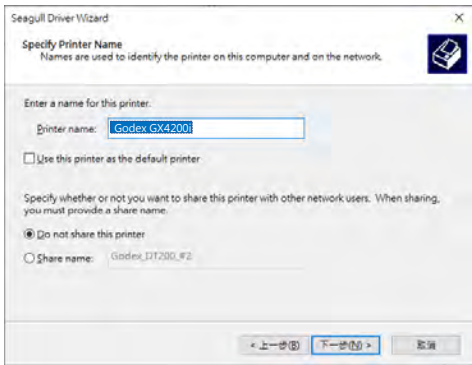 Seagull Driver Wizard
Specify Printer Name
Names are used to identify the printer on this computer and on the network.
Enter a name for this printer.
Printer name: Godex GX4200i
Use this printer as the default printer
Specify whether or not you want to share this printer with other network users. When sharing,
you must provide a share name.
Do not share this printer
Share name: Godex_DT200_#2
<上一步(B) 下一步(N)> 取消